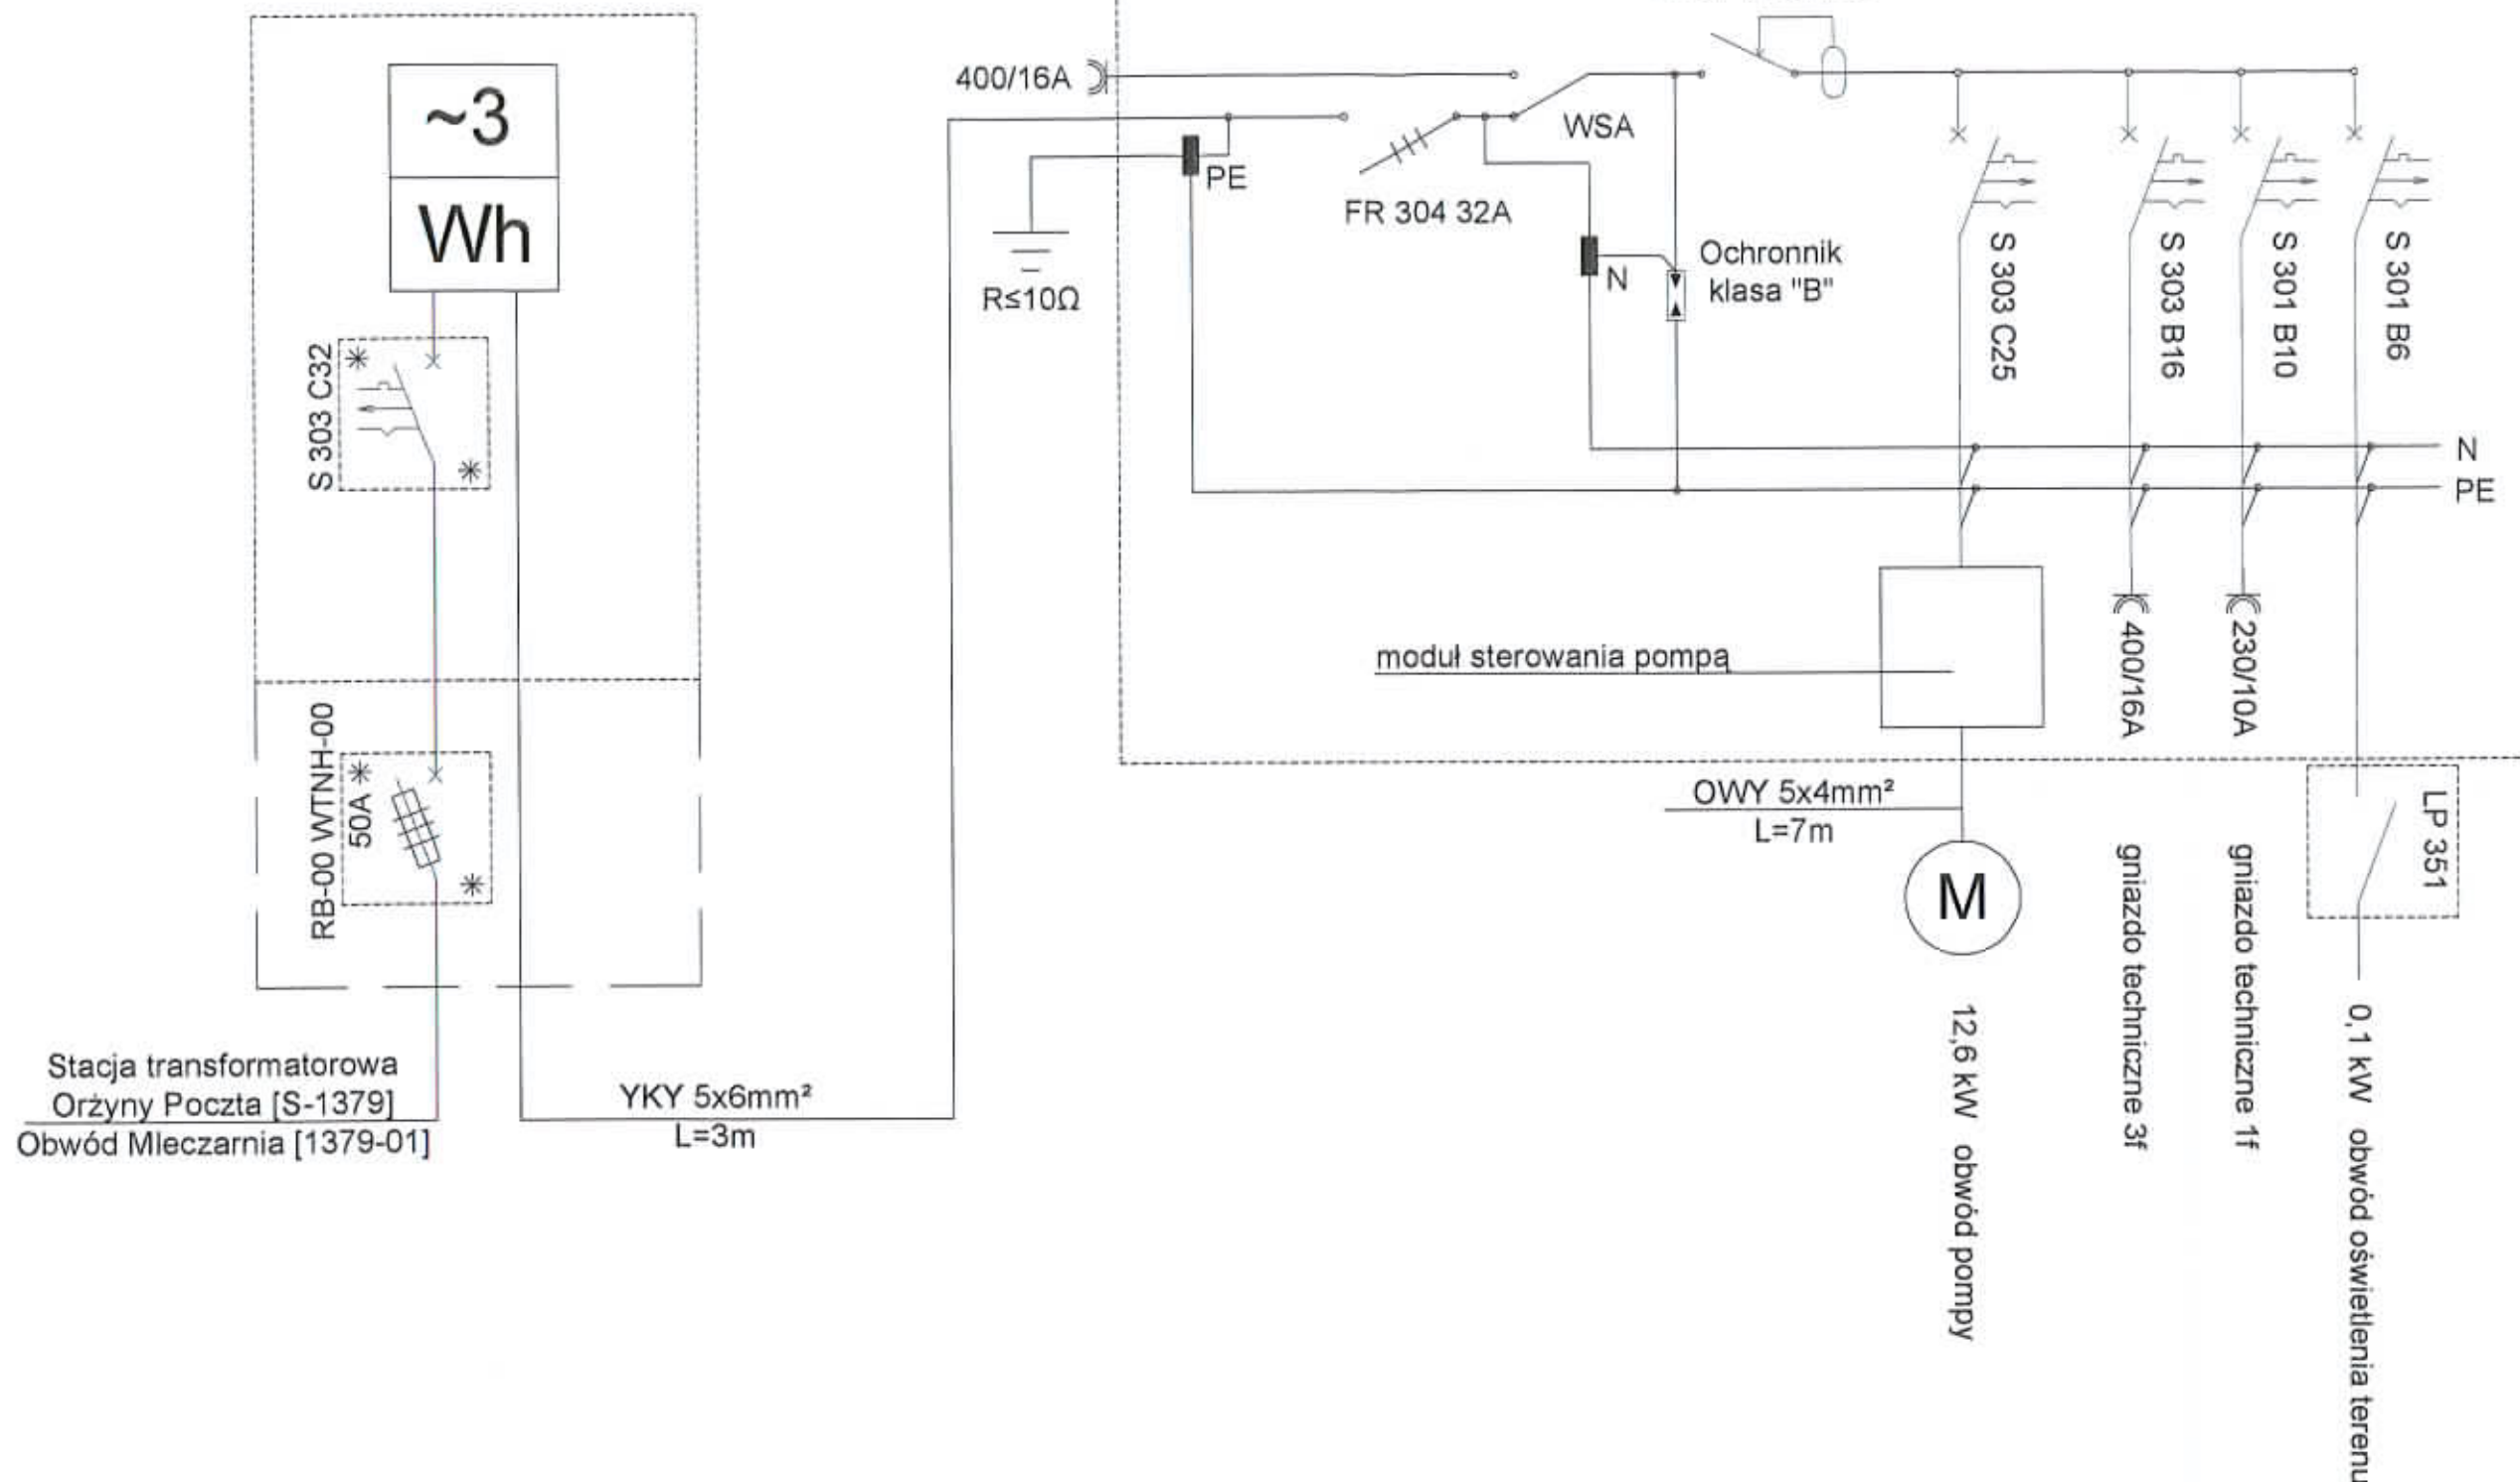 ~3
Wh
S 303 C32
*
*
RB-00 WTNH-00
50A
*
*
Stacja transformatorowa
Orżyny Poczta [S-1379]
Obwód Mleczarnia [1379-01]
YKY 5x6mm²
L=3m
400/16A
PE
R≤10Ω
FR 304 32A
WSA
N
Ochronnik
klasa "B"
S 303 C25
S 303 B16
S 301 B10
S 301 B6
N
PE
moduł sterowania pompą
400/16A
230/10A
OWY 5x4mm²
L=7m
M
LP 351
12,6 kW obwód pompy
gniazdo techniczne 3f
gniazdo techniczne 1f
0,1 kW obwód oświetlenia terenu